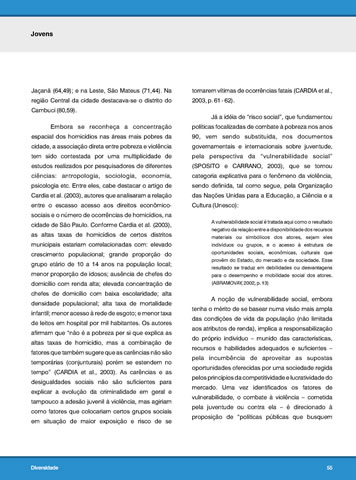 Jovens
Jaçanã (64,49); e na Leste, São Mateus (71,44). Na
região Central da cidade destacava-se o distrito do
Cambuci (80,59).
Embora se reconheça a concentração
espacial dos homicídios nas áreas mais pobres da
cidade, a associação direta entre pobreza e violência
tem sido contestada por uma multiplicidade de
estudos realizados por pesquisadores de diferentes
ciências: antropologia, sociologia, economia,
psicologia etc. Entre eles, cabe destacar o artigo de
Cardia et al. (2003), autores que analisaram a relação
entre o escasso acesso aos direitos econômico-
sociais e o número de ocorrências de homicídios, na
cidade de São Paulo. Conforme Cardia et al. (2003),
as altas taxas de homicídios de certos distritos
municipais estariam correlacionadas com: elevado
crescimento populacional; grande proporção do
grupo etário de 10 a 14 anos na população local;
menor proporção de idosos; ausência de chefes do
domicílio com renda alta; elevada concentração de
chefes de domicílio com baixa escolaridade; alta
densidade populacional; alta taxa de mortalidade
infantil; menor acesso à rede de esgoto; e menor taxa
de leitos em hospital por mil habitantes. Os autores
afirmam que "não é a pobreza per si que explica as
altas taxas de homicídio, mas a combinação de
fatores que também sugere que as carências não são
temporárias (conjunturais) porém se estendem no
tempo" (CARDIA et al., 2003). As carências e as
desigualdades sociais não são suficientes para
explicar a evolução da criminalidade em geral e
tampouco a adesão juvenil à violência, mas agiriam
como fatores que colocariam certos grupos sociais
em situação de maior exposição e risco de se
tornarem vítimas de ocorrências fatais (CARDIA et al.,
2003, p. 61 - 62).
Já a idéia de "risco social", que fundamentou
políticas focalizadas de combate à pobreza nos anos
90, vem sendo substituída, nos documentos
governamentais e internacionais sobre juventude,
pela perspectiva da "vulnerabilidade social"
(SPOSITO e CARRANO, 2003), que se tornou
categoria explicativa para o fenômeno da violência,
sendo definida, tal como segue, pela Organização
das Nações Unidas para a Educação, a Ciência e a
Cultura (Unesco):
A vulnerabilidade social é tratada aqui como o resultado
negativo da relação entre a disponibilidade dos recursos
materiais ou simbólicos dos atores, sejam eles
indivíduos ou grupos, e o acesso à estrutura de
oportunidades sociais, econômicas, culturais que
provêm do Estado, do mercado e da sociedade. Esse
resultado se traduz em debilidades ou desvantagens
para o desempenho e mobilidade social dos atores.
(ABRAMOVAY, 2002, p. 13)
A noção de vulnerabilidade social, embora
tenha o mérito de se basear numa visão mais ampla
das condições de vida da população (não limitada
aos atributos de renda), implica a responsabilização
do próprio indivíduo – munido das características,
recursos e habilidades adequados e suficientes –
pela incumbência de aproveitar as supostas
oportunidades oferecidas por uma sociedade regida
pelos princípios da competitividade e lucratividade do
mercado. Uma vez identificados os fatores de
vulnerabilidade, o combate à violência – cometida
pela juventude ou contra ela – é direcionado à
proposição de "políticas públicas que busquem
Diversidade
55